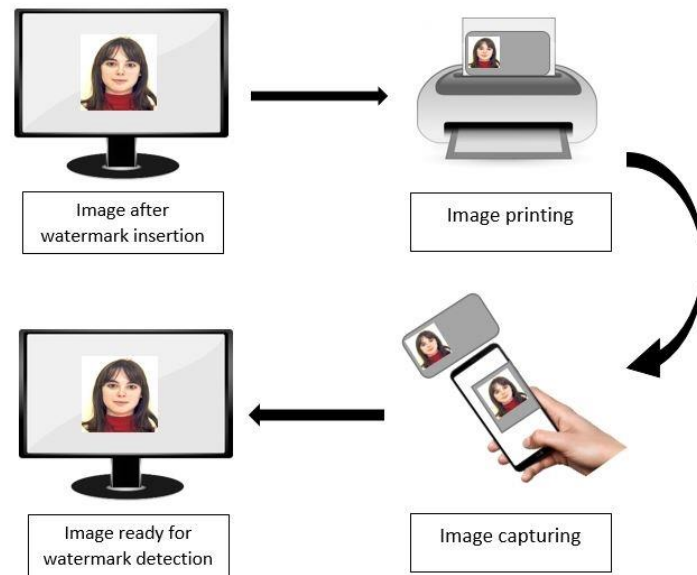 Image after
watermark insertion
Image printing
Image ready for
watermark detection
Image capturing